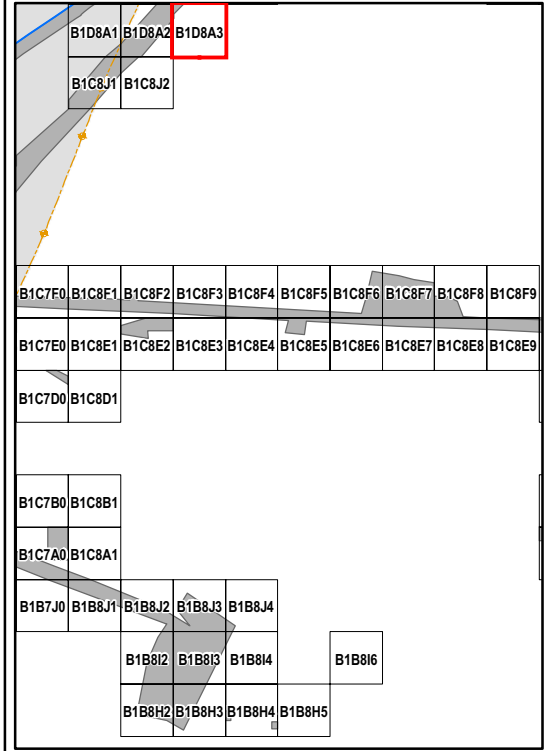 B1D8A1 B1D8A2 B1D8A3
B1C8J1 B1C8J2
B1C7F0 B1C8F1 B1C8F2 B1C8F3 B1C8F4 B1C8F5 B1C8F6 B1C8F7 B1C8F8 B1C8F9
B1C7E0 B1C8E1 B1C8E2 B1C8E3 B1C8E4 B1C8E5 B1C8E6 B1C8E7 B1C8E8 B1C8E9
B1C7D0 B1C8D1
B1C7B0 B1C8B1
B1C7A0 B1C8A1
B1B7J0 B1B8J1 B1B8J2 B1B8J3 B1B8J4
B1B8I2 B1B8I3 B1B8I4 B1B8I6
B1B8H2 B1B8H3 B1B8H4 B1B8H5